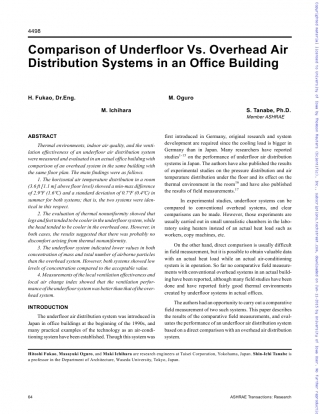 4498
Comparison of Underfloor Vs. Overhead Air
Distribution Systems in an Office Building
H. Fukao, Dr.Eng.
M. Oguro
M. Ichihara
S. Tanabe, Ph.D.
Member ASHRAE
ABSTRACT
Thermal environments, indoor air quality, and the venti-
lation effectiveness of an underfloor air distribution system
were measured and evaluated in an actual office building with
comparison of an overhead system in the same building with
the same floor plan. The main findings were as follows:
1. The horizontal air temperature distribution in a room
(3.6 ft [1.1 m] above floor level) showed a min-max difference
of 2.9°F (1.6°C) and a standard deviation of 0.7°F (0.4°C) in
summer for both systems; that is, the two systems were iden-
tical in this respect.
2. The evaluation of thermal nonuniformity showed that
legs and feet tended to be cooler in the underfloor system, while
the head tended to be cooler in the overhead one. However, in
both cases, the results suggested that there was probably no
discomfort arising from thermal nonuniformity.
3. The underfloor system indicated lower values in both
concentration of mass and total number of airborne particles
than the overhead system. However, both systems showed low
levels of concentration compared to the acceptable value.
4. Measurements of the local ventilation effectiveness and
local air change index showed that the ventilation perfor-
mance of the underfloor system was better than that of the over-
head system.
INTRODUCTION
The underfloor air distribution system was introduced in
Japan in office buildings at the beginning of the 1990s, and
many practical examples of the technology as an air-condi-
tioning system have been established. Though this system was
first introduced in Germany, original research and system
development are required since the cooling load is bigger in
Germany than in Japan. Many researchers have reported
studies on the performance of underfloor air distribution
systems in Japan. The authors have also published the results
of experimental studies on the pressure distribution and air
temperature distribution under the floor and its effect on the
thermal environment in the room and have also published
the results of field measurements.
In experimental studies, underfloor systems can be
compared to conventional overhead systems, and clear
comparisons can be made. However, those experiments are
usually carried out in small unrealistic chambers in the labo-
ratory using heaters instead of an actual heat load such as
workers, copy machines, etc.
On the other hand, direct comparison is usually difficult
in field measurement, but it is possible to obtain valuable data
with an actual heat load while an actual air-conditioning
system is in operation. So far no comparative field measure-
ments with conventional overhead systems in an actual build-
ing have been reported, although many field studies have been
done and have reported fairly good thermal environments
created by underfloor systems in actual offices.
The authors had an opportunity to carry out a comparative
field measurement of two such systems. This paper describes
the results of the comparative field measurements, and eval-
uates the performance of an underfloor air distribution system
based on a direct comparison with an overhead air distribution
system.
Hitoshi Fukao, Masayuki Oguro, and Maki Ichihara are research engineers at Taisei Corporation, Yokohama, Japan. Shin-ichi Tanabe is
a professor in the Department of Architecture, Waseda University, Tokyo, Japan.
64
ASHRAE Transactions: Research